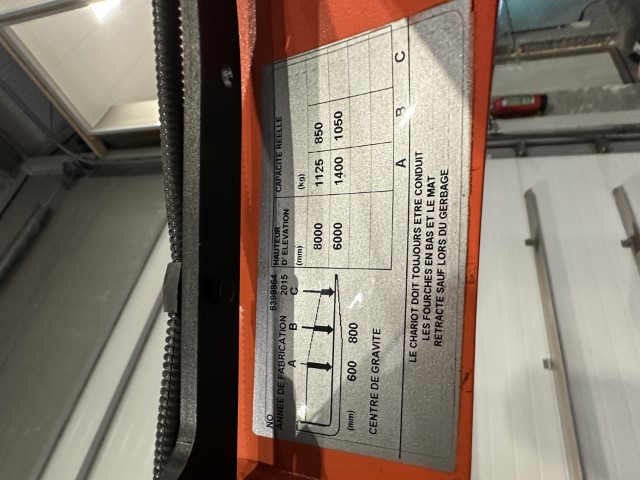 NO 6399864
ANNEE DE FABRICATION 2015
A B C
(mm) 600 800
CENTRE DE GRAVITE
HAUTEUR D'ELEVATION CAPACITE REELLE
(mm) (kg)
8000 1125 850
6000 1400 1050
A B C
LE CHARIOT DOIT TOUJOURS ETRE CONDUIT
LES FOURCHES EN BAS ET LE MAT
RETRACTE SAUF LORS DU GERBAGE